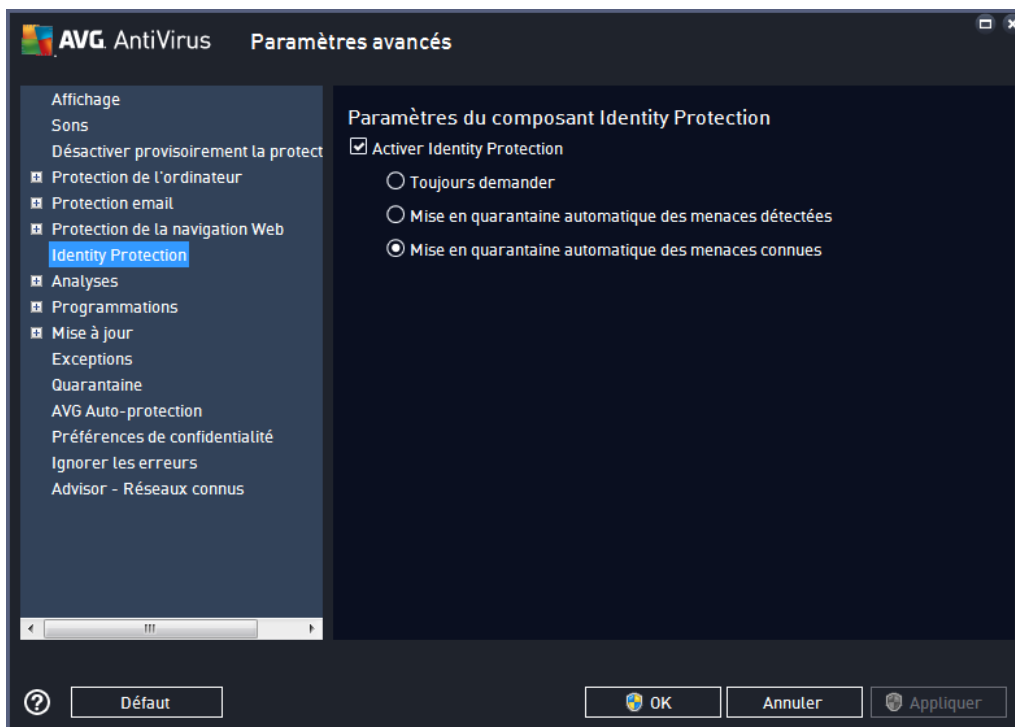 AVG. AntiVirus Paramètres avancés
Affichage
Sons
Désactiver provisoirement la protect
Protection de l'ordinateur
Protection email
Protection de la navigation Web
Identity Protection
Analyses
Programmations
Mise à jour
Exceptions
Quarantaine
AVG Auto-protection
Préférences de confidentialité
Ignorer les erreurs
Advisor - Réseaux connus
Paramètres du composant Identity Protection
Activer Identity Protection
Toujours demander
Mise en quarantaine automatique des menaces détectées
Mise en quarantaine automatique des menaces connues
? Défaut OK Annuler Appliquer